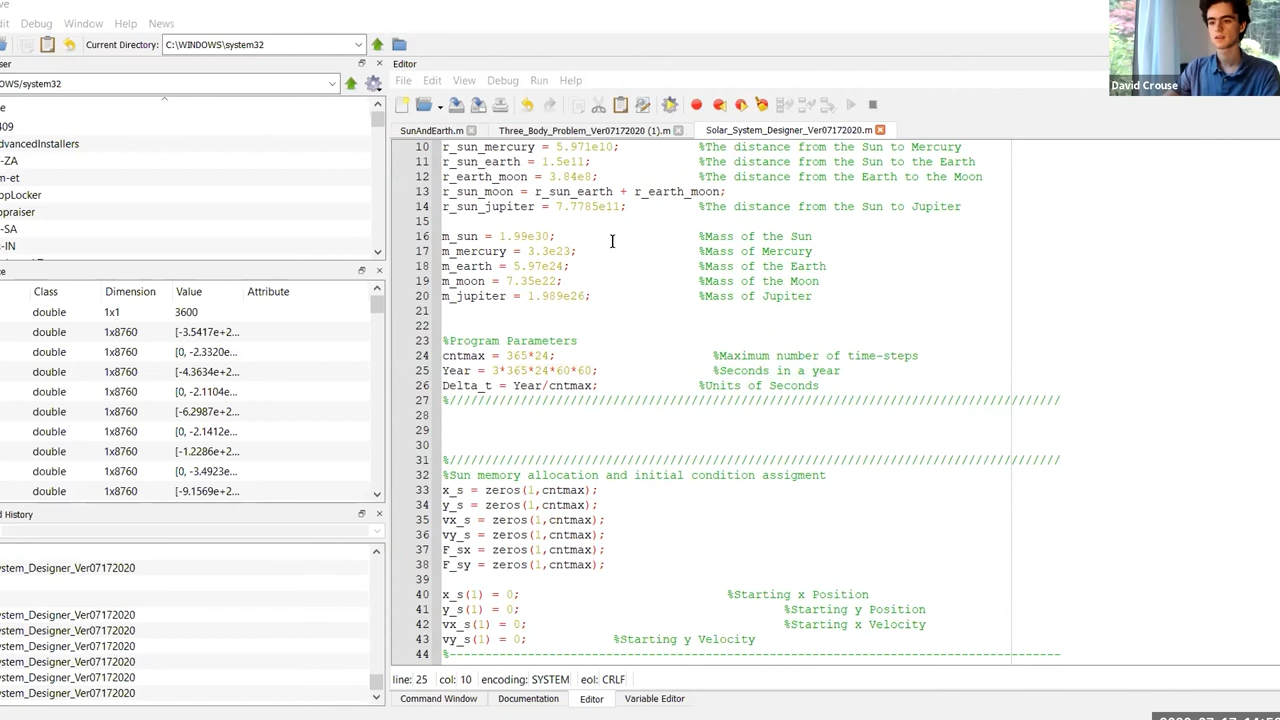 ve
dit Debug Window Help News
Current Directory: C:\WINDOWS\system32
David Crouse
ser
OWS/system32
e
409
dvancedInstallers
-ZA
m-et
ppLocker
ppraiser
-SA
s-IN
ce
Class Dimension Value Attribute
double 1x1 3600
double 1x8760 [-3.5417e+2...
double 1x8760 [0, -2.3320e...
double 1x8760 [-4.3634e+2...
double 1x8760 [0, -2.1104e...
double 1x8760 [-6.2987e+2...
double 1x8760 [0, -2.1412e...
double 1x8760 [-1.2286e+2...
double 1x8760 [0, -3.4923e...
double 1x8760 [-9.1569e+2...
d History
ystem_Designer_Ver07172020
ystem_Designer_Ver07172020
ystem_Designer_Ver07172020
ystem_Designer_Ver07172020
ystem_Designer_Ver07172020
ystem_Designer_Ver07172020
ystem_Designer_Ver07172020
Editor
File Edit View Debug Run Help
SunAndEarth.m Three_Body_Problem_Ver07172020 (1).m Solar_System_Designer_Ver07172020.m
10 r_sun_mercury = 5.971e10; %The distance from the Sun to Mercury
11 r_sun_earth = 1.5e11; %The distance from the Sun to the Earth
12 r_earth_moon = 3.84e8; %The distance from the Earth to the Moon
13 r_sun_moon = r_sun_earth + r_earth_moon;
14 r_sun_jupiter = 7.7785e11; %The distance from the Sun to Jupiter
15
16 m_sun = 1.99e30; %Mass of the Sun
17 m_mercury = 3.3e23; %Mass of Mercury
18 m_earth = 5.97e24; %Mass of the Earth
19 m_moon = 7.35e22; %Mass of the Moon
20 m_jupiter = 1.989e26; %Mass of Jupiter
21
22
23 %Program Parameters
24 cntmax = 365*24; %Maximum number of time-steps
25 Year = 3*365*24*60*60; %Seconds in a year
26 Delta_t = Year/cntmax; %Units of Seconds
27 %///////////////////////////////////////////////////////////////////////////////////////
28
29
30
31 %///////////////////////////////////////////////////////////////////////////////////////
32 %Sun memory allocation and initial condition assigment
33 x_s = zeros(1,cntmax);
34 y_s = zeros(1,cntmax);
35 vx_s = zeros(1,cntmax);
36 vy_s = zeros(1,cntmax);
37 F_sx = zeros(1,cntmax);
38 F_sy = zeros(1,cntmax);
39
40 x_s(1) = 0; %Starting x Position
41 y_s(1) = 0; %Starting y Position
42 vx_s(1) = 0; %Starting x Velocity
43 vy_s(1) = 0; %Starting y Velocity
44 %---------------------------------------------------------------------------------------
line: 25 col: 10 encoding: SYSTEM eol: CRLF
Command Window Documentation Editor Variable Editor